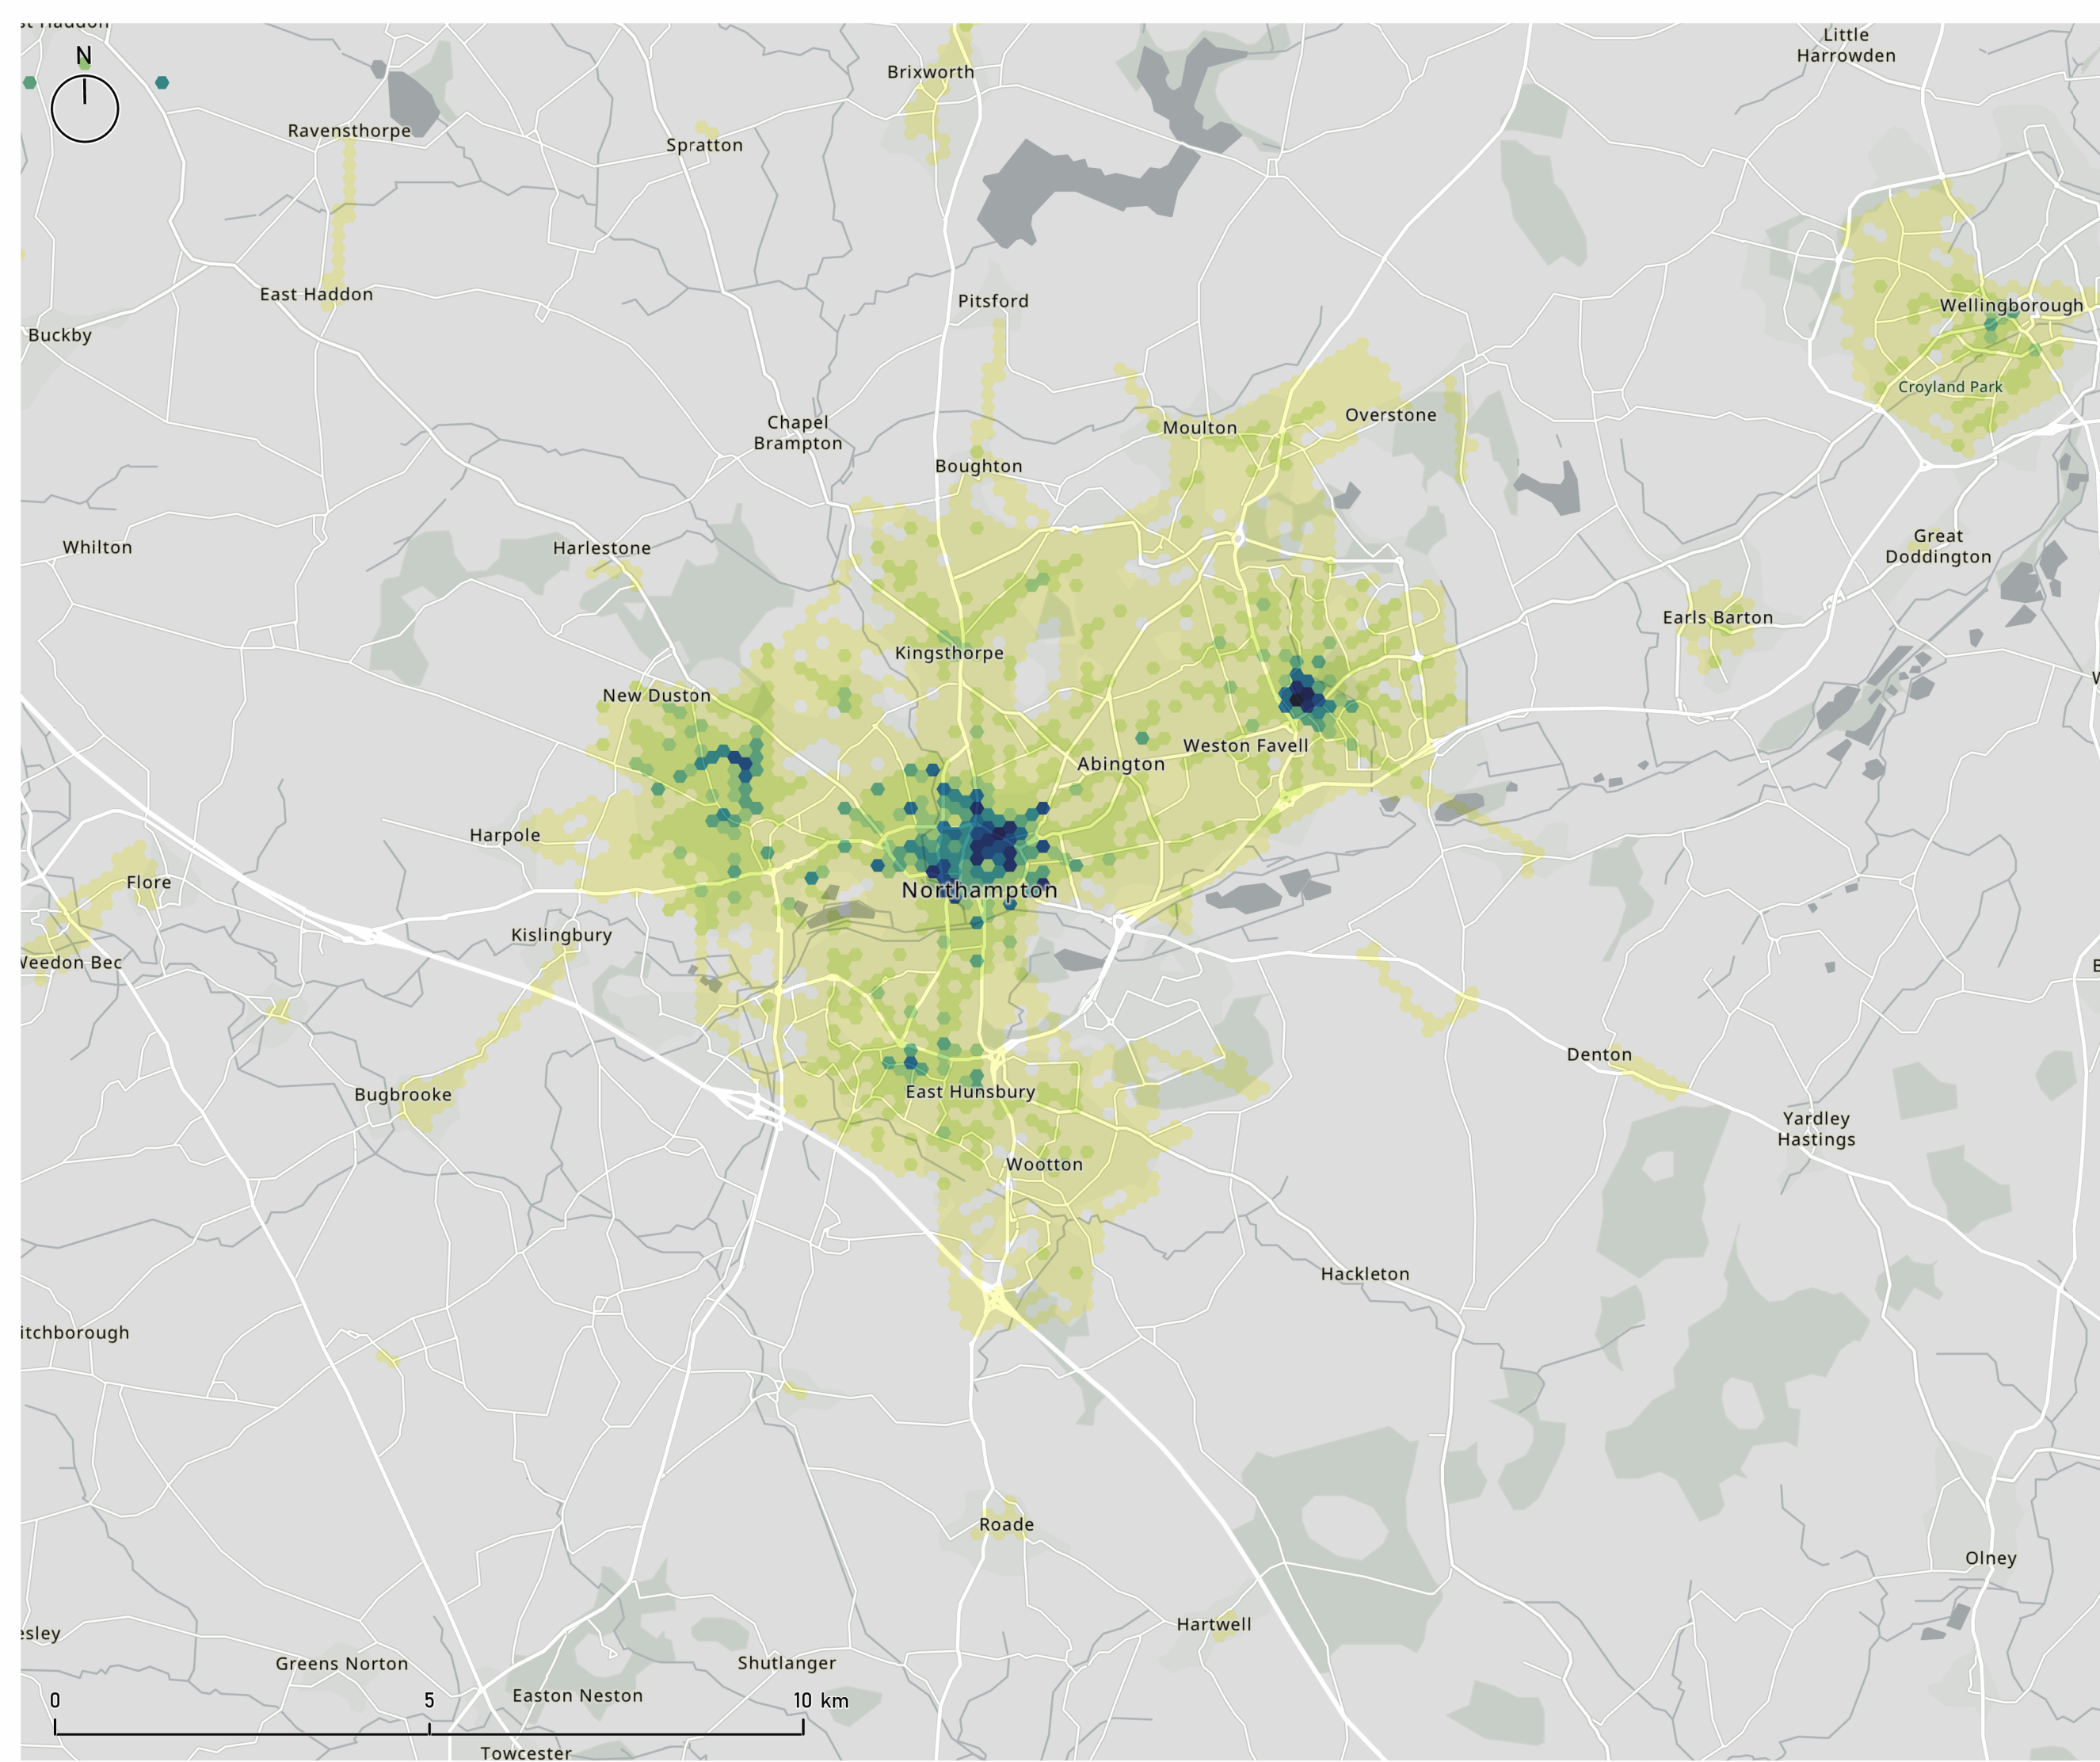 N
Brixworth
Little
Harrowden
Ravensthorpe
Spratton
East Haddon
Pitsford
Wellingborough
Buckby
Croyland Park
Chapel
Brampton
Moulton
Overstone
Boughton
Whilton
Harlestone
Great
Doddington
Earls Barton
Kingsthorpe
New Duston
Weston Favell
Abington
Harpole
Flore
Northampton
Kislingbury
Weedon Bec
Denton
Bugbrooke
East Hunsbury
Yardley
Hastings
Wootton
Hackleton
itchborough
Roade
Olney
Hartwell
esley
Greens Norton
Shutlanger
Easton Neston
0 5 10 km
Towcester